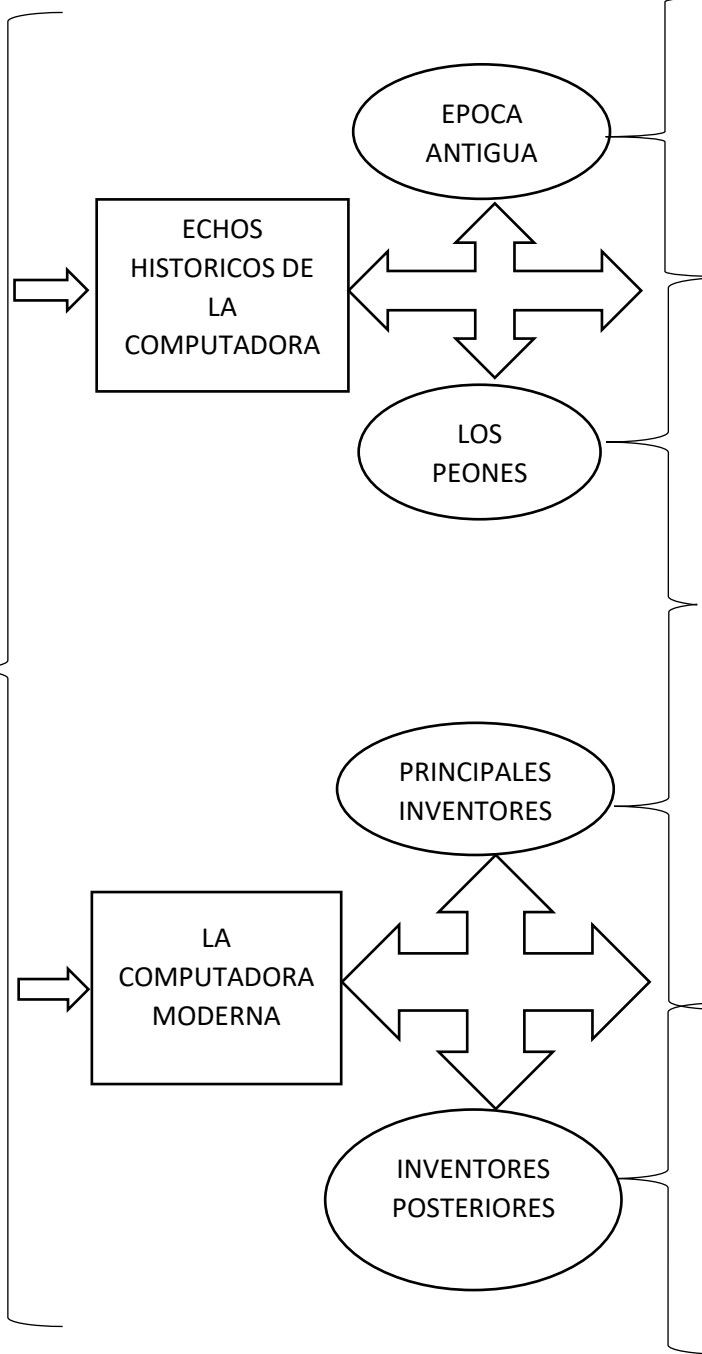 EPOCA
ANTIGUA
ECHOS
HISTORICOS DE
LA
COMPUTADORA
LOS
PEONES
PRINCIPALES
INVENTORES
LA
COMPUTADORA
MODERNA
INVENTORES
POSTERIORES